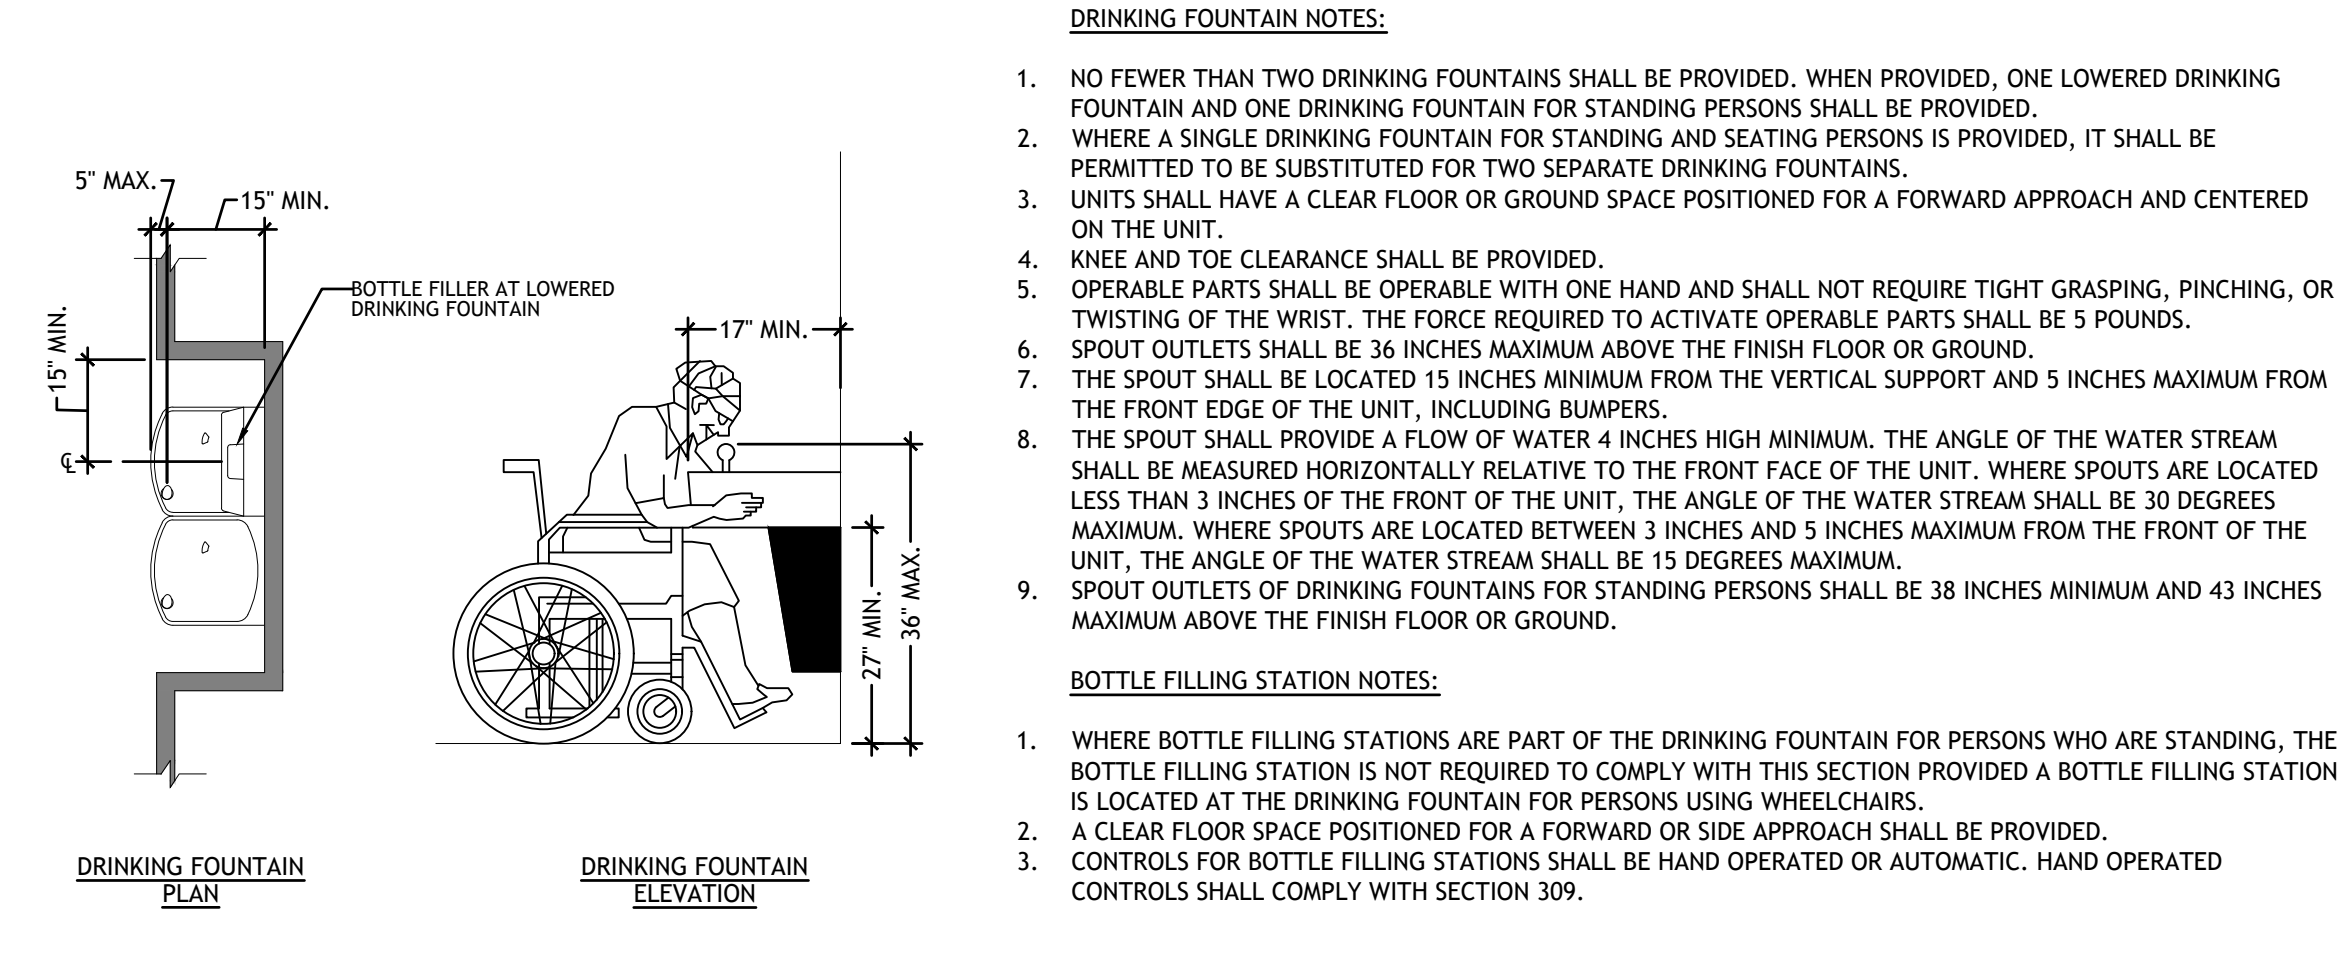 DRINKING FOUNTAIN NOTES:
1. NO FEWER THAN TWO DRINKING FOUNTAINS SHALL BE PROVIDED. WHEN PROVIDED, ONE LOWERED DRINKING
FOUNTAIN AND ONE DRINKING FOUNTAIN FOR STANDING PERSONS SHALL BE PROVIDED.
2. WHERE A SINGLE DRINKING FOUNTAIN FOR STANDING AND SEATING PERSONS IS PROVIDED, IT SHALL BE
PERMITTED TO BE SUBSTITUTED FOR TWO SEPARATE DRINKING FOUNTAINS.
3. UNITS SHALL HAVE A CLEAR FLOOR OR GROUND SPACE POSITIONED FOR A FORWARD APPROACH AND CENTERED
ON THE UNIT.
4. KNEE AND TOE CLEARANCE SHALL BE PROVIDED.
5. OPERABLE PARTS SHALL BE OPERABLE WITH ONE HAND AND SHALL NOT REQUIRE TIGHT GRASPING, PINCHING, OR
TWISTING OF THE WRIST. THE FORCE REQUIRED TO ACTIVATE OPERABLE PARTS SHALL BE 5 POUNDS.
6. SPOUT OUTLETS SHALL BE 36 INCHES MAXIMUM ABOVE THE FINISH FLOOR OR GROUND.
7. THE SPOUT SHALL BE LOCATED 15 INCHES MINIMUM FROM THE VERTICAL SUPPORT AND 5 INCHES MAXIMUM FROM
THE FRONT EDGE OF THE UNIT, INCLUDING BUMPERS.
8. THE SPOUT SHALL PROVIDE A FLOW OF WATER 4 INCHES HIGH MINIMUM. THE ANGLE OF THE WATER STREAM
SHALL BE MEASURED HORIZONTALLY RELATIVE TO THE FRONT FACE OF THE UNIT. WHERE SPOUTS ARE LOCATED
LESS THAN 3 INCHES OF THE FRONT OF THE UNIT, THE ANGLE OF THE WATER STREAM SHALL BE 30 DEGREES
MAXIMUM. WHERE SPOUTS ARE LOCATED BETWEEN 3 INCHES AND 5 INCHES MAXIMUM FROM THE FRONT OF THE
UNIT, THE ANGLE OF THE WATER STREAM SHALL BE 15 DEGREES MAXIMUM.
9. SPOUT OUTLETS OF DRINKING FOUNTAINS FOR STANDING PERSONS SHALL BE 38 INCHES MINIMUM AND 43 INCHES
MAXIMUM ABOVE THE FINISH FLOOR OR GROUND.
BOTTLE FILLING STATION NOTES:
1. WHERE BOTTLE FILLING STATIONS ARE PART OF THE DRINKING FOUNTAIN FOR PERSONS WHO ARE STANDING, THE
BOTTLE FILLING STATION IS NOT REQUIRED TO COMPLY WITH THIS SECTION PROVIDED A BOTTLE FILLING STATION
IS LOCATED AT THE DRINKING FOUNTAIN FOR PERSONS USING WHEELCHAIRS.
2. A CLEAR FLOOR SPACE POSITIONED FOR A FORWARD OR SIDE APPROACH SHALL BE PROVIDED.
3. CONTROLS FOR BOTTLE FILLING STATIONS SHALL BE HAND OPERATED OR AUTOMATIC. HAND OPERATED
CONTROLS SHALL COMPLY WITH SECTION 309.
5" MAX.
15" MIN.
15" MIN.
℄
BOTTLE FILLER AT LOWERED
DRINKING FOUNTAIN
17" MIN.
27" MIN.
36" MAX.
DRINKING FOUNTAIN
PLAN
DRINKING FOUNTAIN
ELEVATION